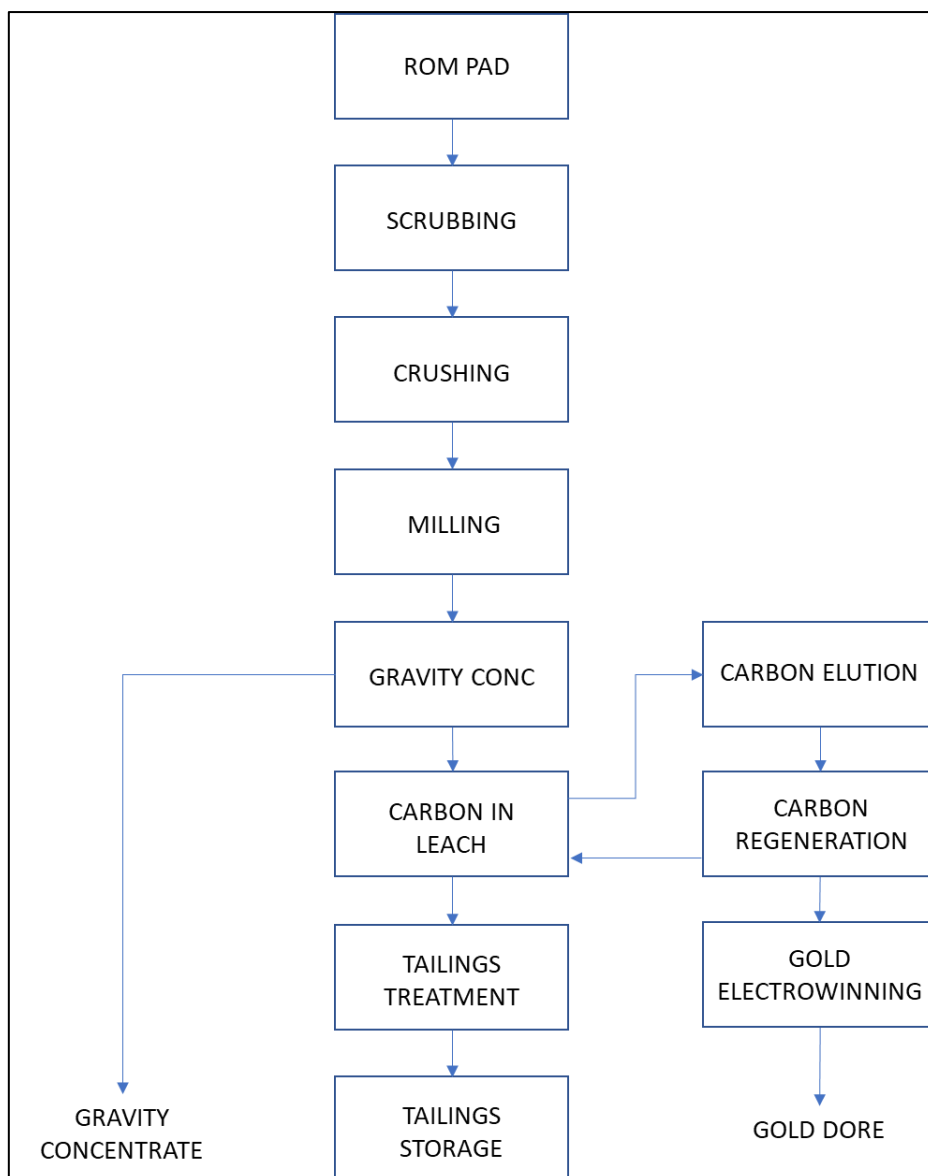 ROM PAD
SCRUBBING
CRUSHING
MILLING
GRAVITY CONC
CARBON ELUTION
CARBON IN
LEACH
CARBON
REGENERATION
TAILINGS
TREATMENT
GOLD
ELECTROWINNING
GRAVITY
CONCENTRATE
TAILINGS
STORAGE
GOLD DORE